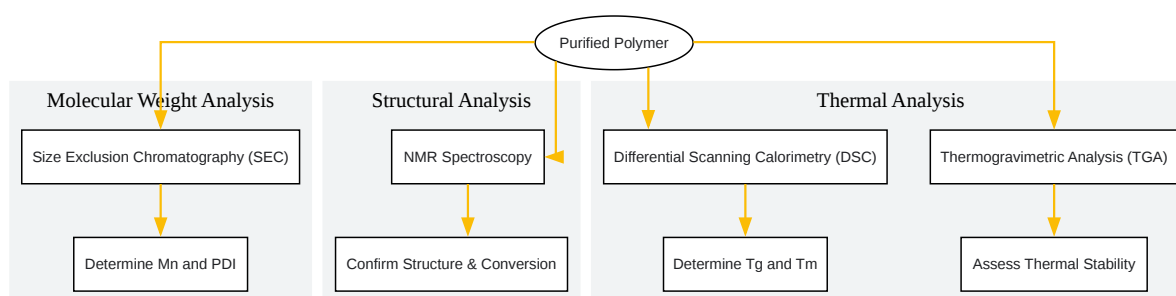 Purified Polymer
Molecular Weight Analysis
Structural Analysis
Thermal Analysis
Size Exclusion Chromatography (SEC)
NMR Spectroscopy
Differential Scanning Calorimetry (DSC)
Thermogravimetric Analysis (TGA)
Determine Mn and PDI
Confirm Structure & Conversion
Determine Tg and Tm
Assess Thermal Stability